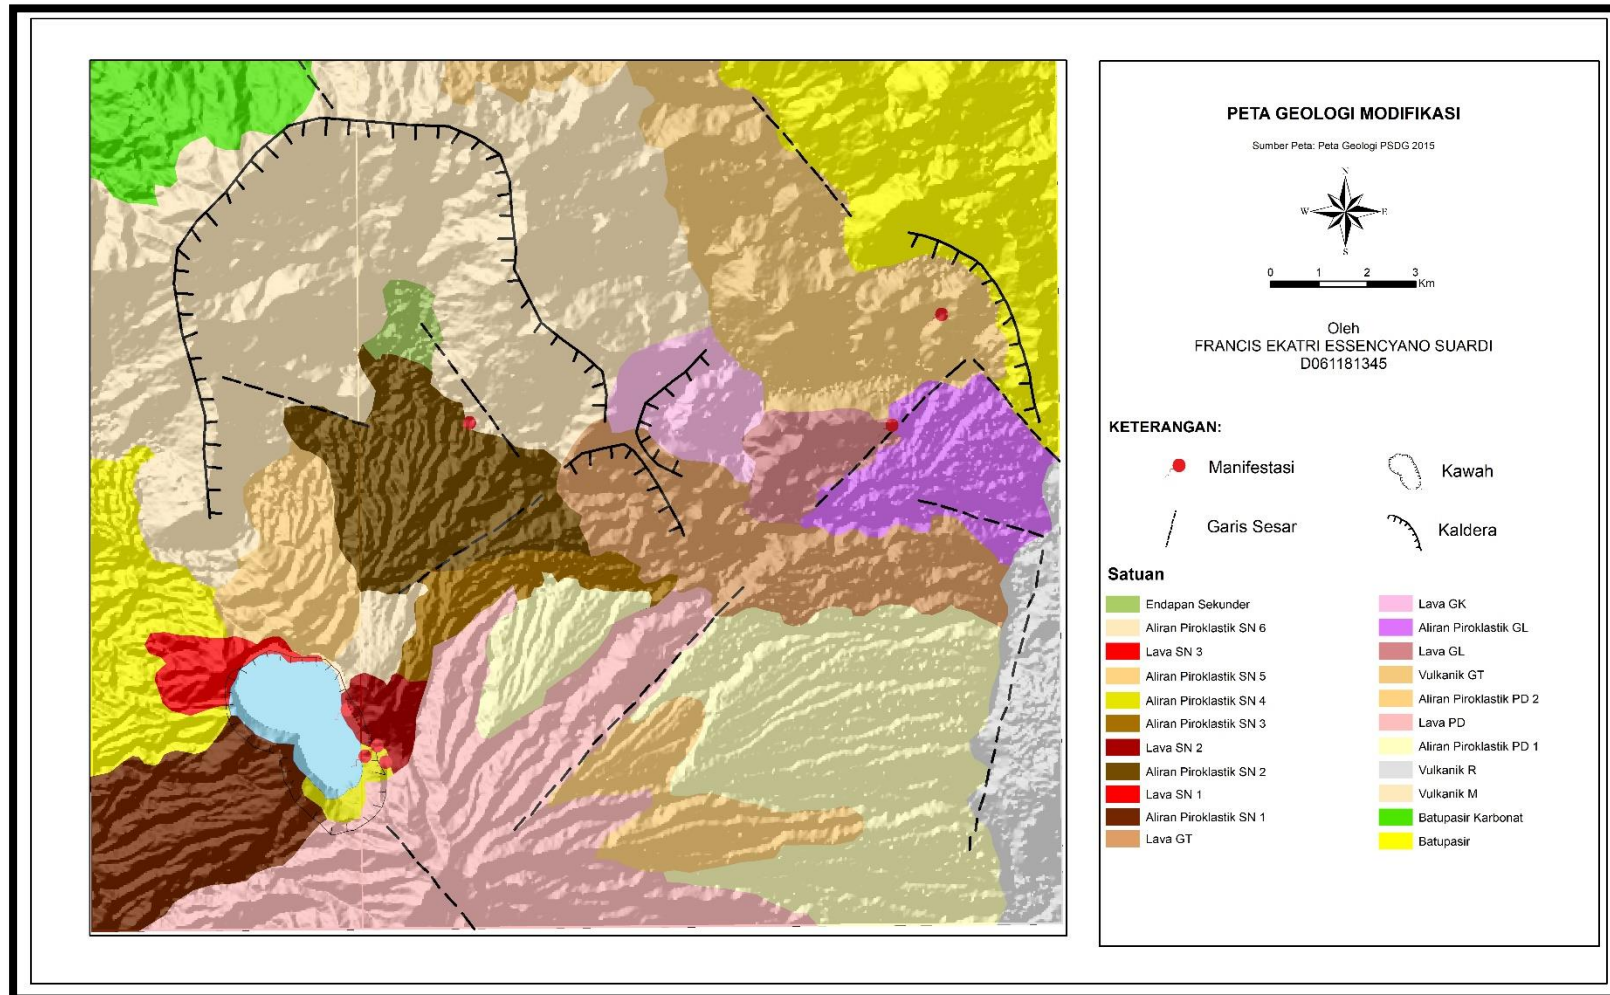 PETA GEOLOGI MODIFIKASI
Sumber Peta: Peta Geologi PSDG 2015
N
W E
S
0 1 2 3
Km
Oleh
FRANCIS EKATRI ESSENCYANO SUARDI
D061181345
KETERANGAN:
Manifestasi
Kawah
Garis Sesar
Kaldera
Satuan
Endapan Sekunder
Aliran Piroklastik SN 6
Lava SN 3
Aliran Piroklastik SN 5
Aliran Piroklastik SN 4
Aliran Piroklastik SN 3
Lava SN 2
Aliran Piroklastik SN 2
Lava SN 1
Aliran Piroklastik SN 1
Lava GT
Lava GK
Aliran Piroklastik GL
Lava GL
Vulkanik GT
Aliran Piroklastik PD 2
Lava PD
Aliran Piroklastik PD 1
Vulkanik R
Vulkanik M
Batupasir Karbonat
Batupasir